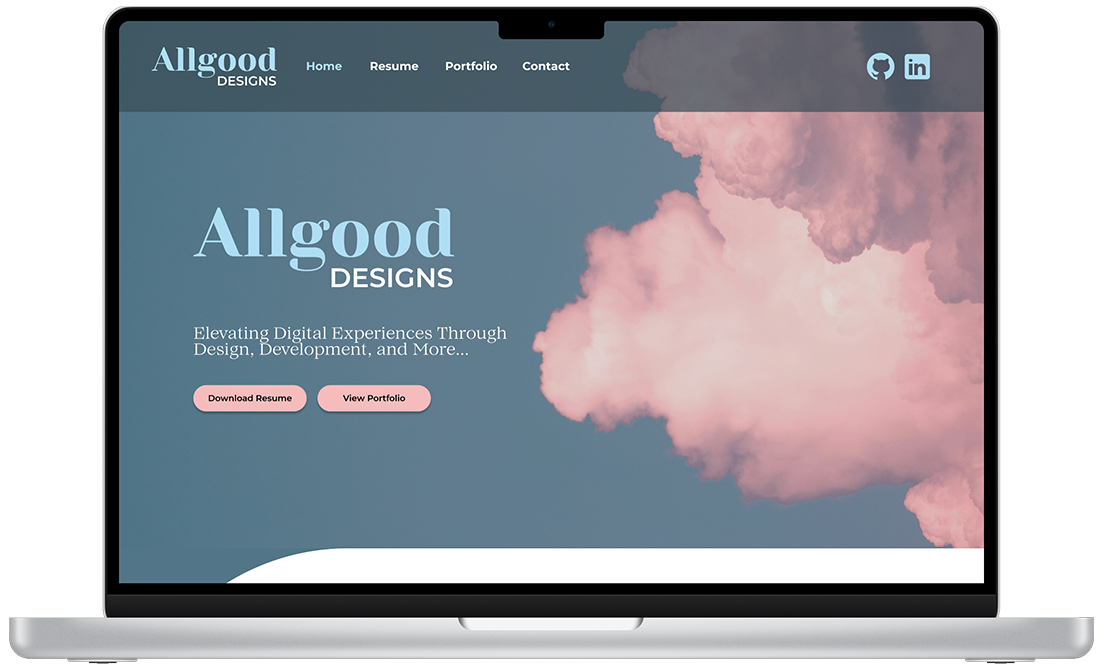 Allgood
DESIGNS
Home Resume Portfolio Contact
in
Allgood
DESIGNS
Elevating Digital Experiences Through
Design, Development, and More...
Download Resume View Portfolio